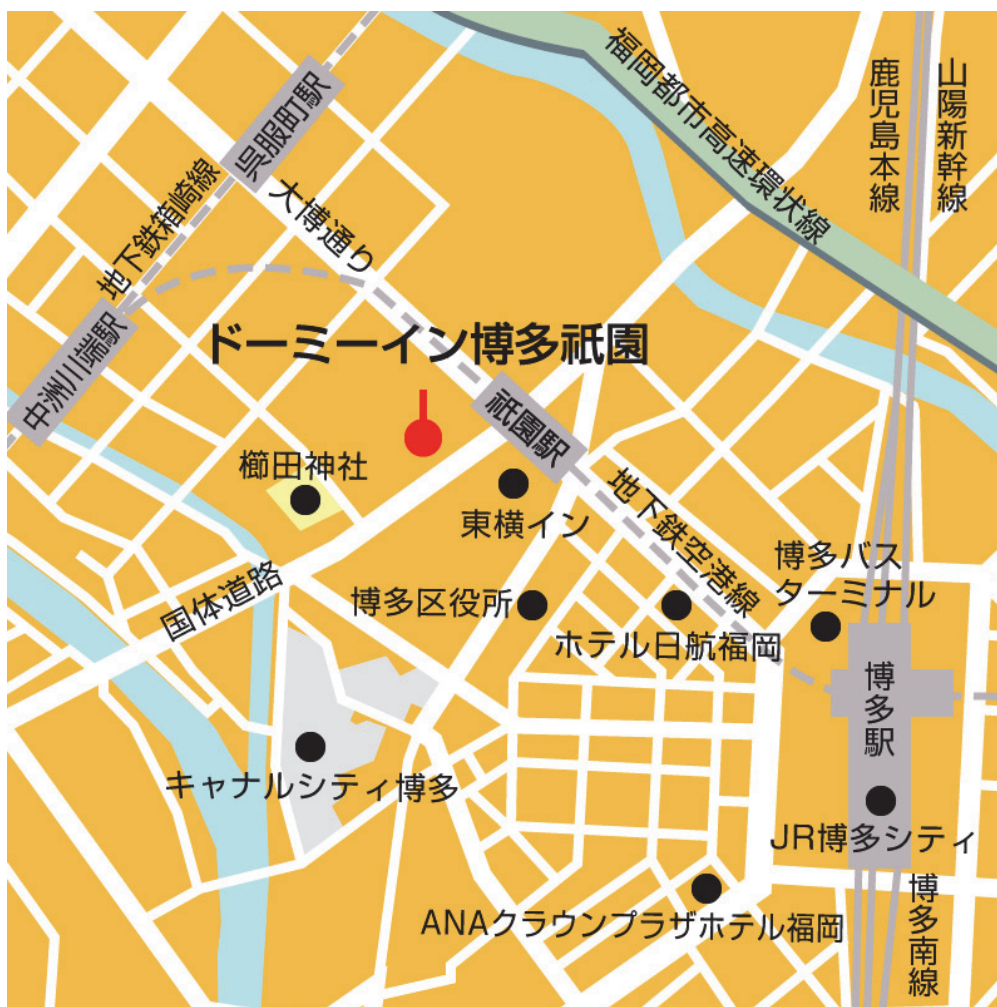 福岡都市高速環状線
鹿児島本線
山陽新幹線
呉服町駅
地下鉄箱崎線
大博通り
中洲川端駅
ドーミーイン博多祇園
祇園駅
櫛田神社
東横イン
地下鉄空港線
博多バス
ターミナル
国体道路
博多区役所
ホテル日航福岡
博多駅
キャナルシティ博多
JR博多シティ
ANAクラウンプラザホテル福岡
博多南線